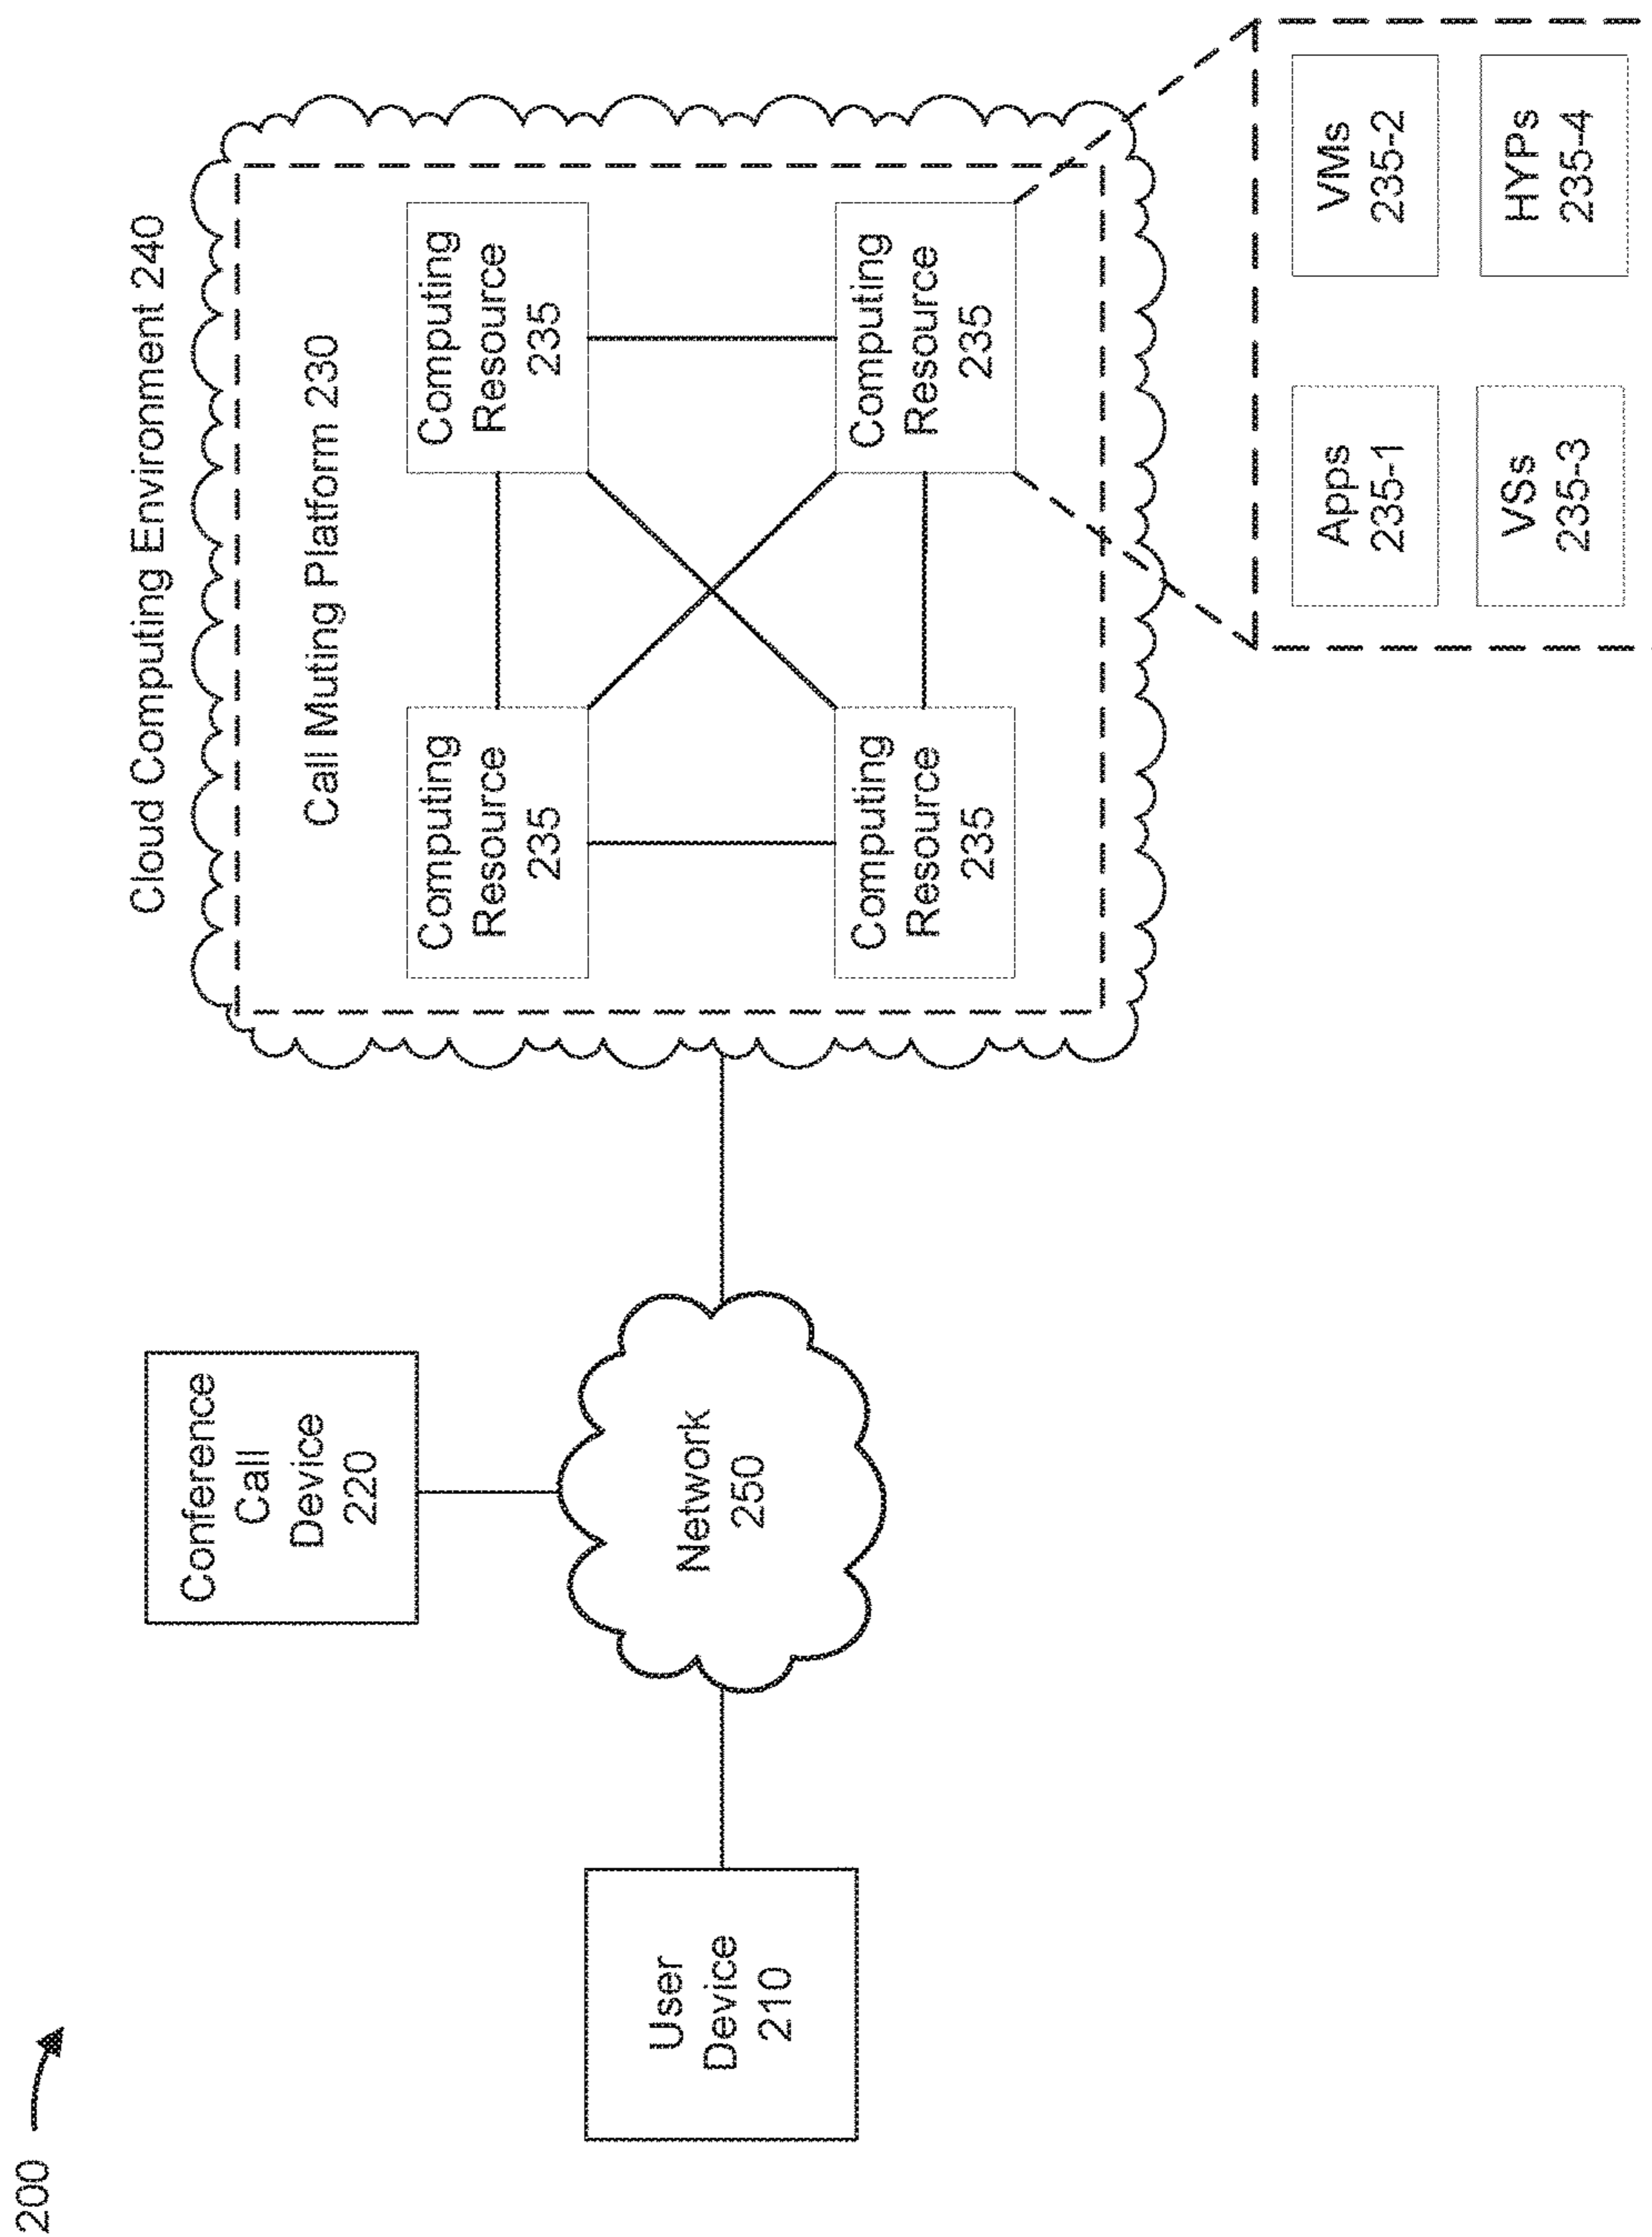 200
Cloud Computing Environment 240
Call Muting Platform 230
Conference
Call
Device
220
User
Device
210
Network
250
Computing
Resource
235
Computing
Resource
235
Computing
Resource
235
Computing
Resource
235
Apps
235-1
VMs
235-2
VSs
235-3
HYPs
235-4